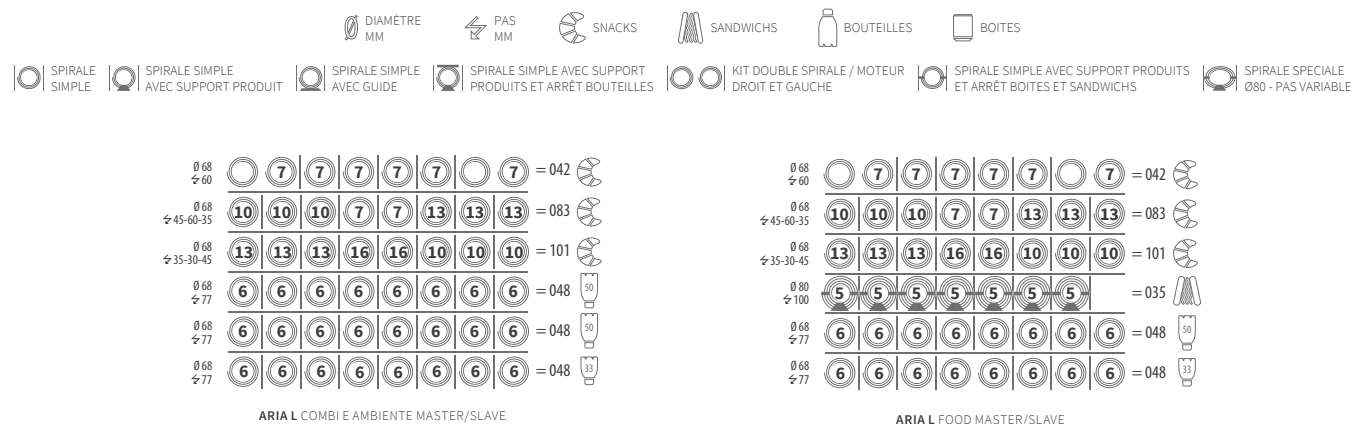 DIAMÈTRE
MM
PAS
MM
SNACKS
SANDWICHS
BOUTEILLES
BOITES
SPIRALE
SIMPLE
SPIRALE SIMPLE
AVEC SUPPORT PRODUIT
SPIRALE SIMPLE
AVEC GUIDE
SPIRALE SIMPLE AVEC SUPPORT
PRODUITS ET ARRÊT BOUTEILLES
KIT DOUBLE SPIRALE / MOTEUR
DROIT ET GAUCHE
SPIRALE SIMPLE AVEC SUPPORT PRODUITS
ET ARRÊT BOITES ET SANDWICHS
SPIRALE SPECIALE
Ø80 - PAS VARIABLE
Ø 68
60
7 7 7 7 7 7 = 042
Ø 68
45-60-35
10 10 10 7 7 13 13 13 = 083
Ø 68
35-30-45
13 13 13 16 16 10 10 10 = 101
Ø 68
77
6 6 6 6 6 6 6 6 = 048 50
Ø 68
77
6 6 6 6 6 6 6 6 = 048 50
Ø 68
77
6 6 6 6 6 6 6 6 = 048 33
ARIA L COMBI E AMBIENTE MASTER/SLAVE
Ø 68
60
7 7 7 7 7 7 = 042
Ø 68
45-60-35
10 10 10 7 7 13 13 13 = 083
Ø 68
35-30-45
13 13 13 16 16 10 10 10 = 101
Ø 80
100
5 5 5 5 5 5 5 = 035
Ø 68
77
6 6 6 6 6 6 6 6 = 048 50
Ø 68
77
6 6 6 6 6 6 6 6 = 048 33
ARIA L FOOD MASTER/SLAVE